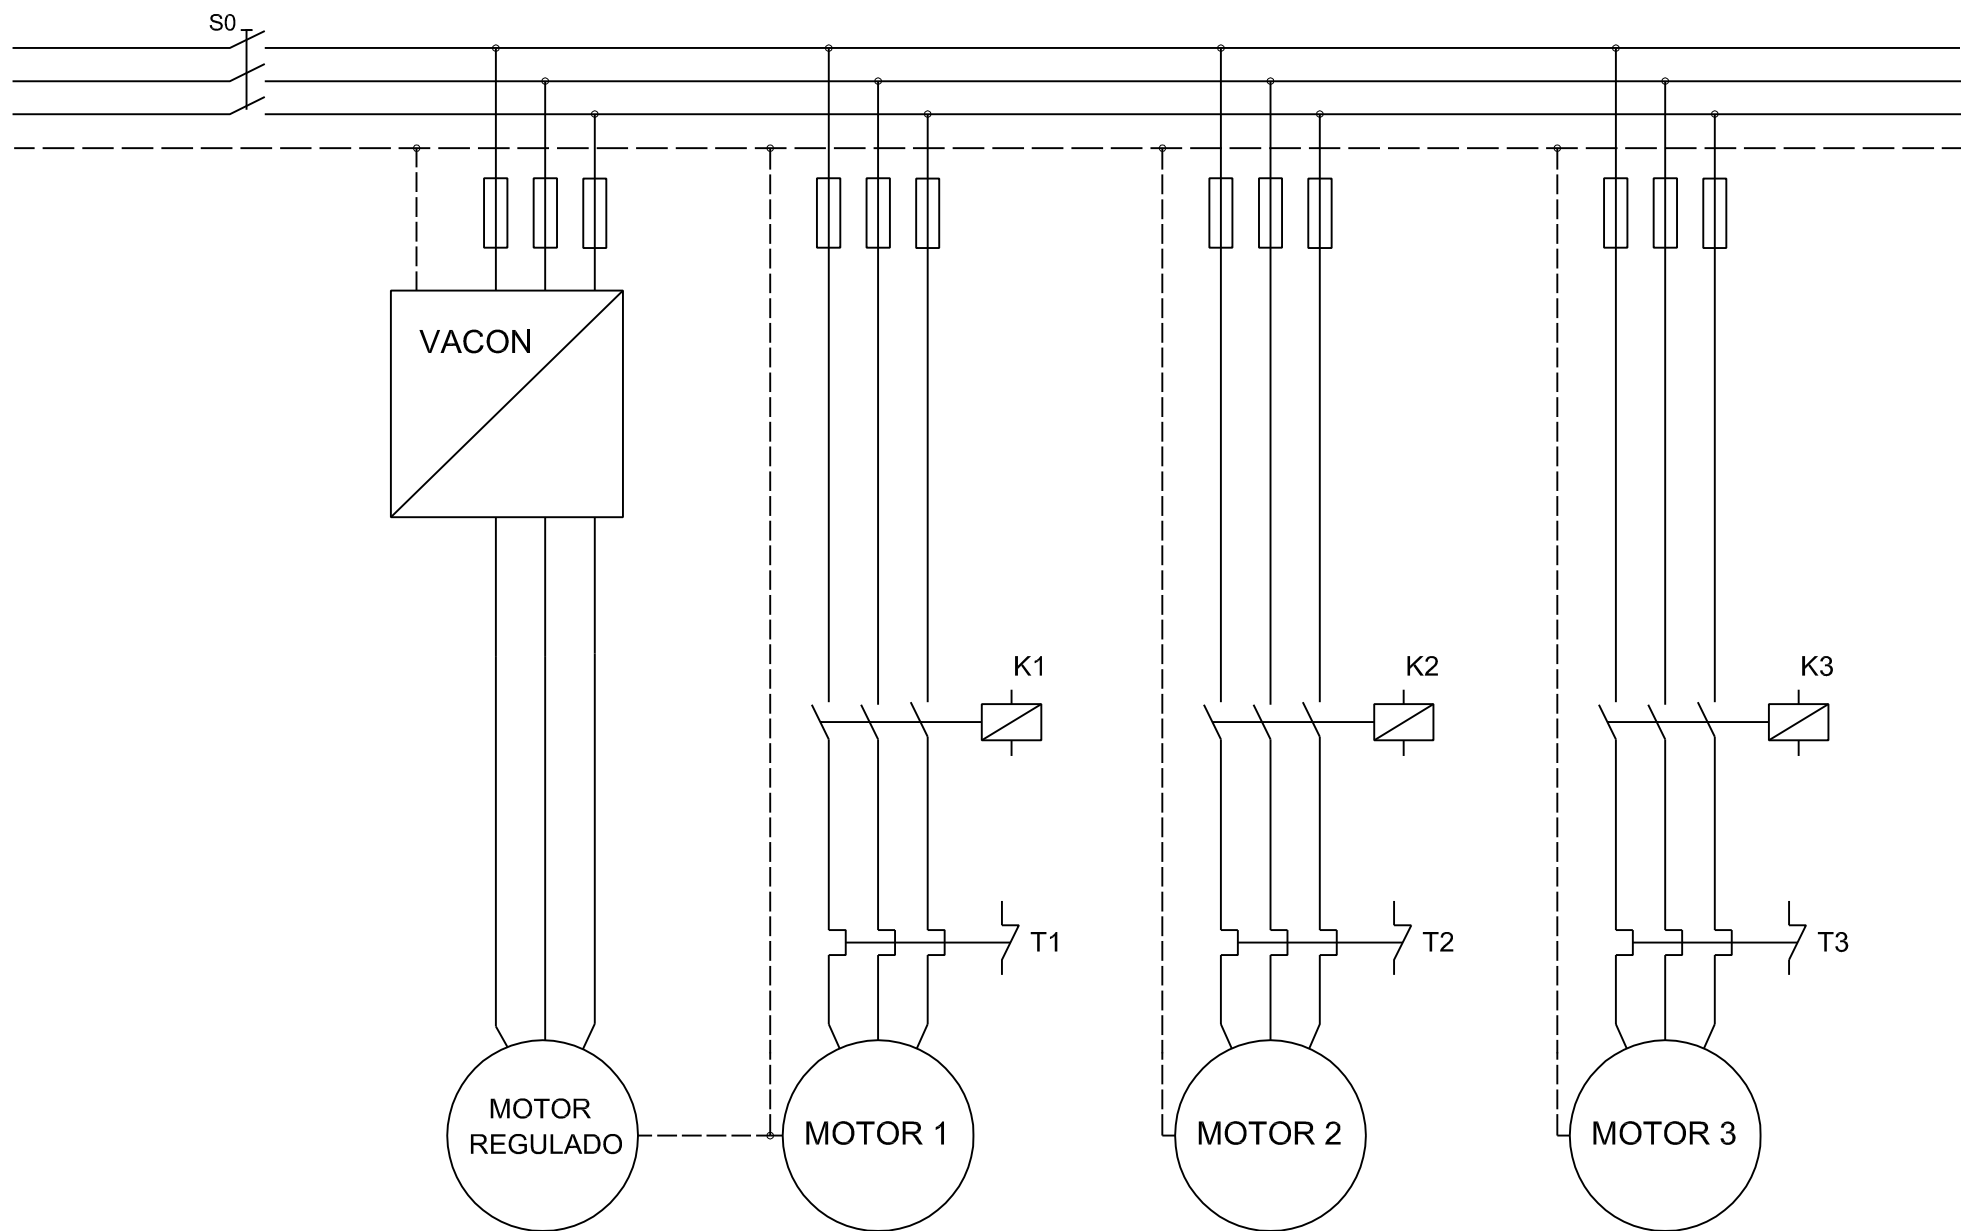 S0
VACON
K1
K2
K3
T1
T2
T3
MOTOR
REGULADO
MOTOR 1
MOTOR 2
MOTOR 3